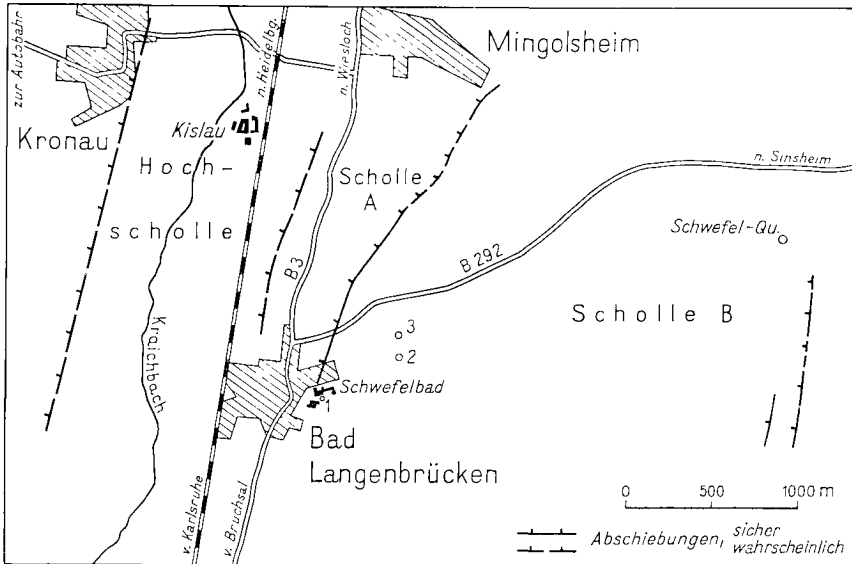 zur Autobahn
n. Heidelbg.
n. Wiesloch
Mingolsheim
Kronau
Kislau
Hoch-
scholle
Scholle
A
n. Sinsheim
Schwefel-Qu.
B3
B 292
Scholle B
Kraichbach
3
2
Schwefelbad
1
Bad
Langenbrücken
v. Karlsruhe
v. Bruchsal
0 500 1000 m
Abschiebungen, sicher
wahrscheinlich